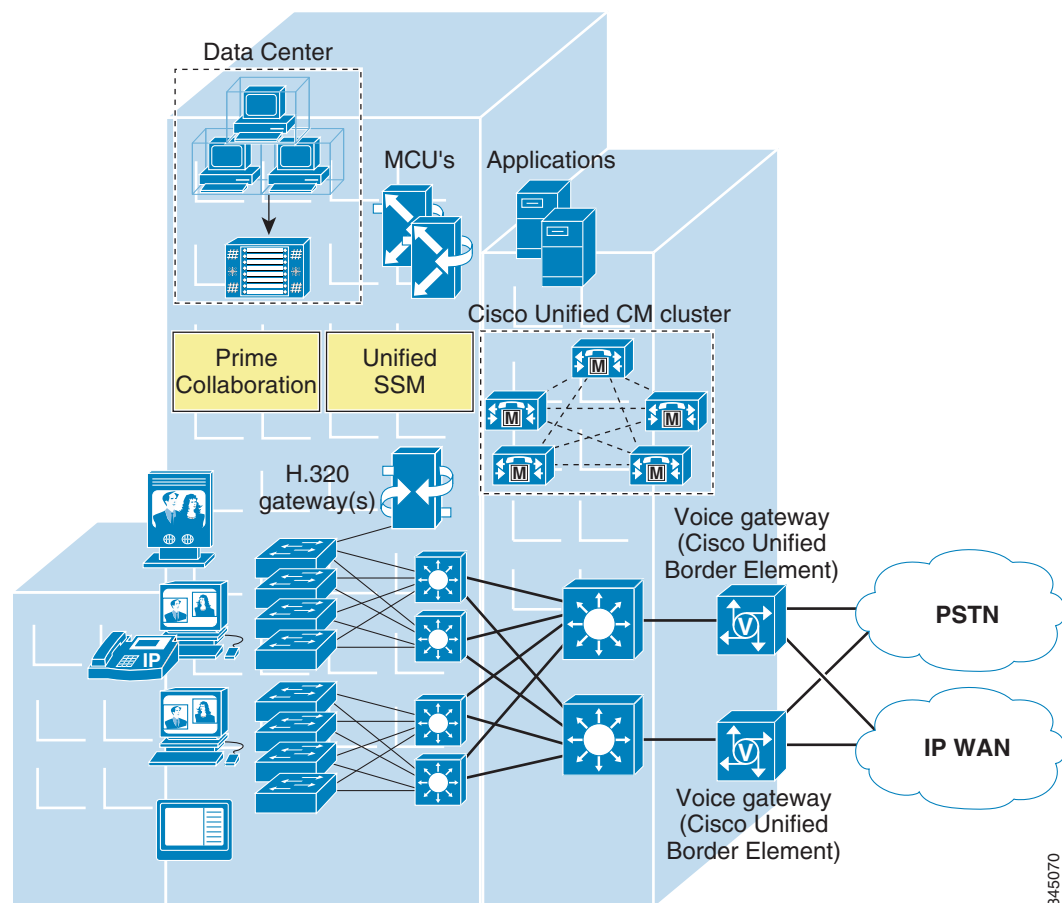 Data Center
MCU's
Applications
Cisco Unified CM cluster
Prime
Collaboration
Unified
SSM
M
M
M
M
M
H.320
gateway(s)
Voice gateway
(Cisco Unified
Border Element)
IP
V
PSTN
V
IP WAN
Voice gateway
(Cisco Unified
Border Element)
345070